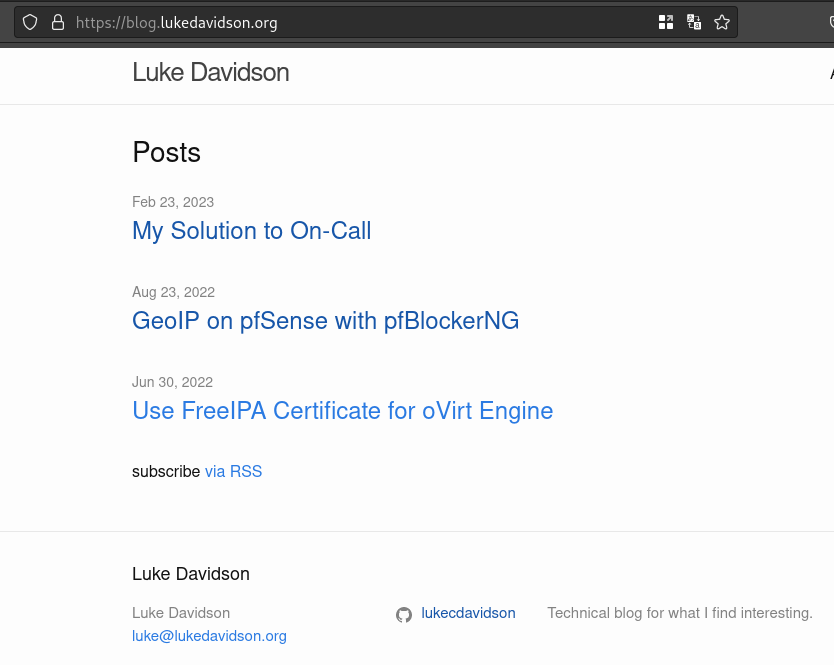 https://blog.lukedavidson.org
Luke Davidson
Posts
Feb 23, 2023
My Solution to On-Call
Aug 23, 2022
GeoIP on pfSense with pfBlockerNG
Jun 30, 2022
Use FreeIPA Certificate for oVirt Engine
subscribe via RSS
Luke Davidson
Luke Davidson
luke@lukedavidson.org
lukecdavidson
Technical blog for what I find interesting.